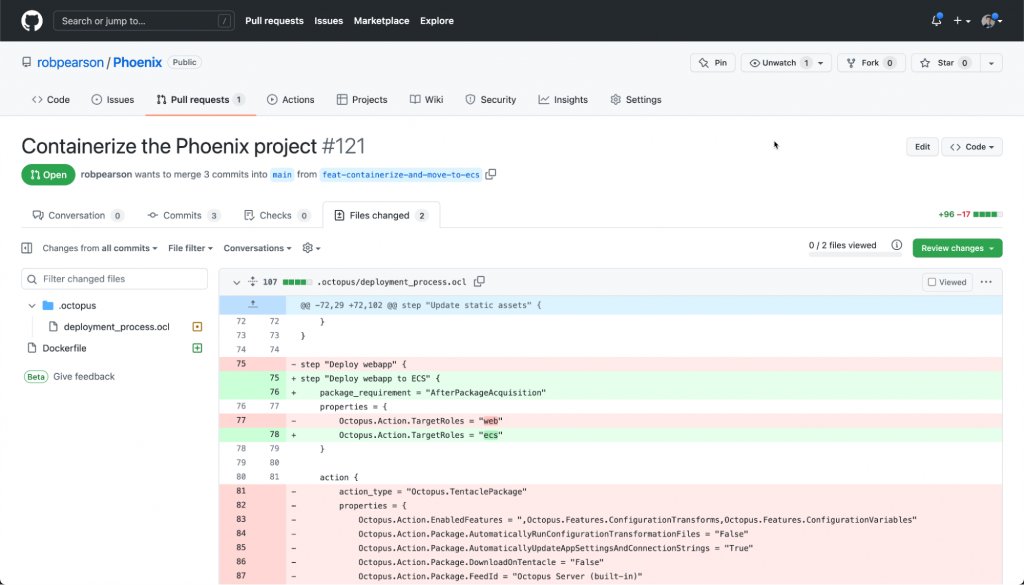 Search or jump to... /
Pull requests Issues Marketplace Explore
robpearson / Phoenix Public
Pin Unwatch 1 Fork 0 Star 0
Code Issues Pull requests 1 Actions Projects Wiki Security Insights Settings
Containerize the Phoenix project #121
Edit <> Code
Open robpearson wants to merge 3 commits into main from feat-containerize-and-move-to-ecs
Conversation 0 Commits 3 Checks 0 Files changed 2
+96 −17
Changes from all commits File filter Conversations
0 / 2 files viewed Review changes
Filter changed files
.octopus
deployment_process.ocl
Dockerfile
Beta Give feedback
107 .octopus/deployment_process.ocl Viewed ...
@@ -72,29 +72,102 @@ step "Update static assets" {
72 72 }
73 73 }
74 74
75 - step "Deploy webapp" {
75 + step "Deploy webapp to ECS" {
76 + package_requirement = "AfterPackageAcquisition"
76 77 properties = {
77 - Octopus.Action.TargetRoles = "web"
78 + Octopus.Action.TargetRoles = "ecs"
78 79 }
79 80
80 81 action {
81 - action_type = "Octopus.TentaclePackage"
82 - properties = {
83 - Octopus.Action.EnabledFeatures = ",Octopus.Features.ConfigurationTransforms,Octopus.Features.ConfigurationVariables"
84 - Octopus.Action.Package.AutomaticallyRunConfigurationTransformationFiles = "False"
85 - Octopus.Action.Package.AutomaticallyUpdateAppSettingsAndConnectionStrings = "True"
86 - Octopus.Action.Package.DownloadOnTentacle = "False"
87 - Octopus.Action.Package.FeedId = "Octopus Server (built-in)"